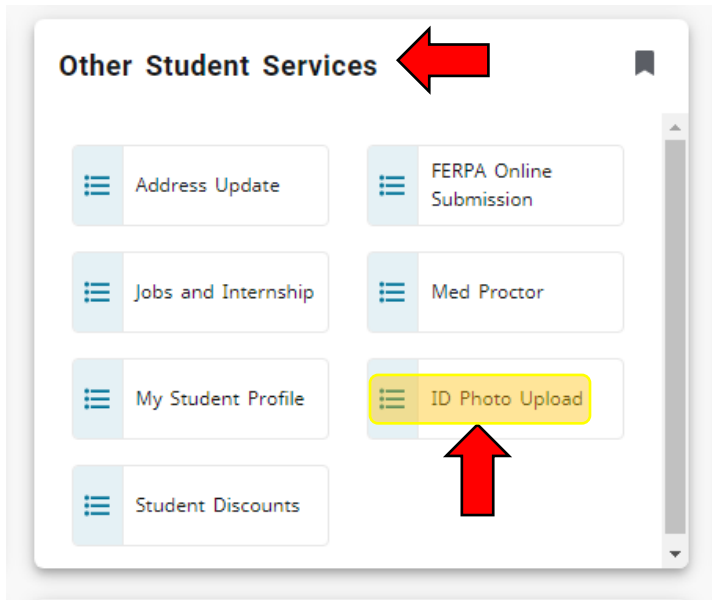 Other Student Services
Address Update
FERPA Online
Submission
Jobs and Internship
Med Proctor
My Student Profile
ID Photo Upload
Student Discounts